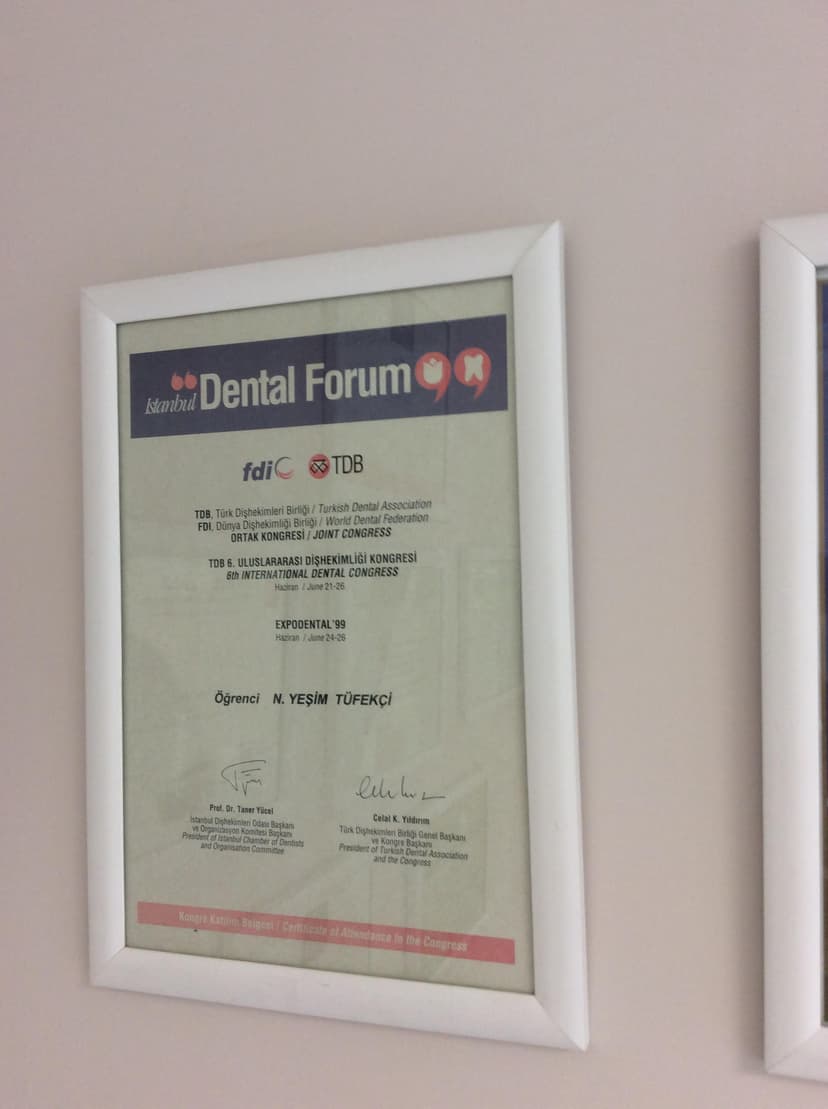 Istanbul Dental Forum 99
fdi TDB
TDB, Türk Dişhekimleri Birliği / Turkish Dental Association
FDI, Dünya Dişhekimliği Birliği / World Dental Federation
ORTAK KONGRESİ / JOINT CONGRESS
TDB 6. ULUSLARARASI DİŞHEKİMLİĞİ KONGRESİ
6th INTERNATIONAL DENTAL CONGRESS
Haziran / June 21-26
EXPODENTAL'99
Haziran / June 24-26
Öğrenci N. YEŞİM TÜFEKÇİ
Prof. Dr. Taner Yücel
İstanbul Dişhekimleri Odası Başkanı
ve Organizasyon Komitesi Başkanı
President of Istanbul Chamber of Dentists
and Organisation Committee
Celal K. Yıldırım
Türk Dişhekimleri Birliği Genel Başkanı
ve Kongre Başkanı
President of Turkish Dental Association
and the Congress
Kongre Katılım Belgesi / Certificate of Attendance to the Congress